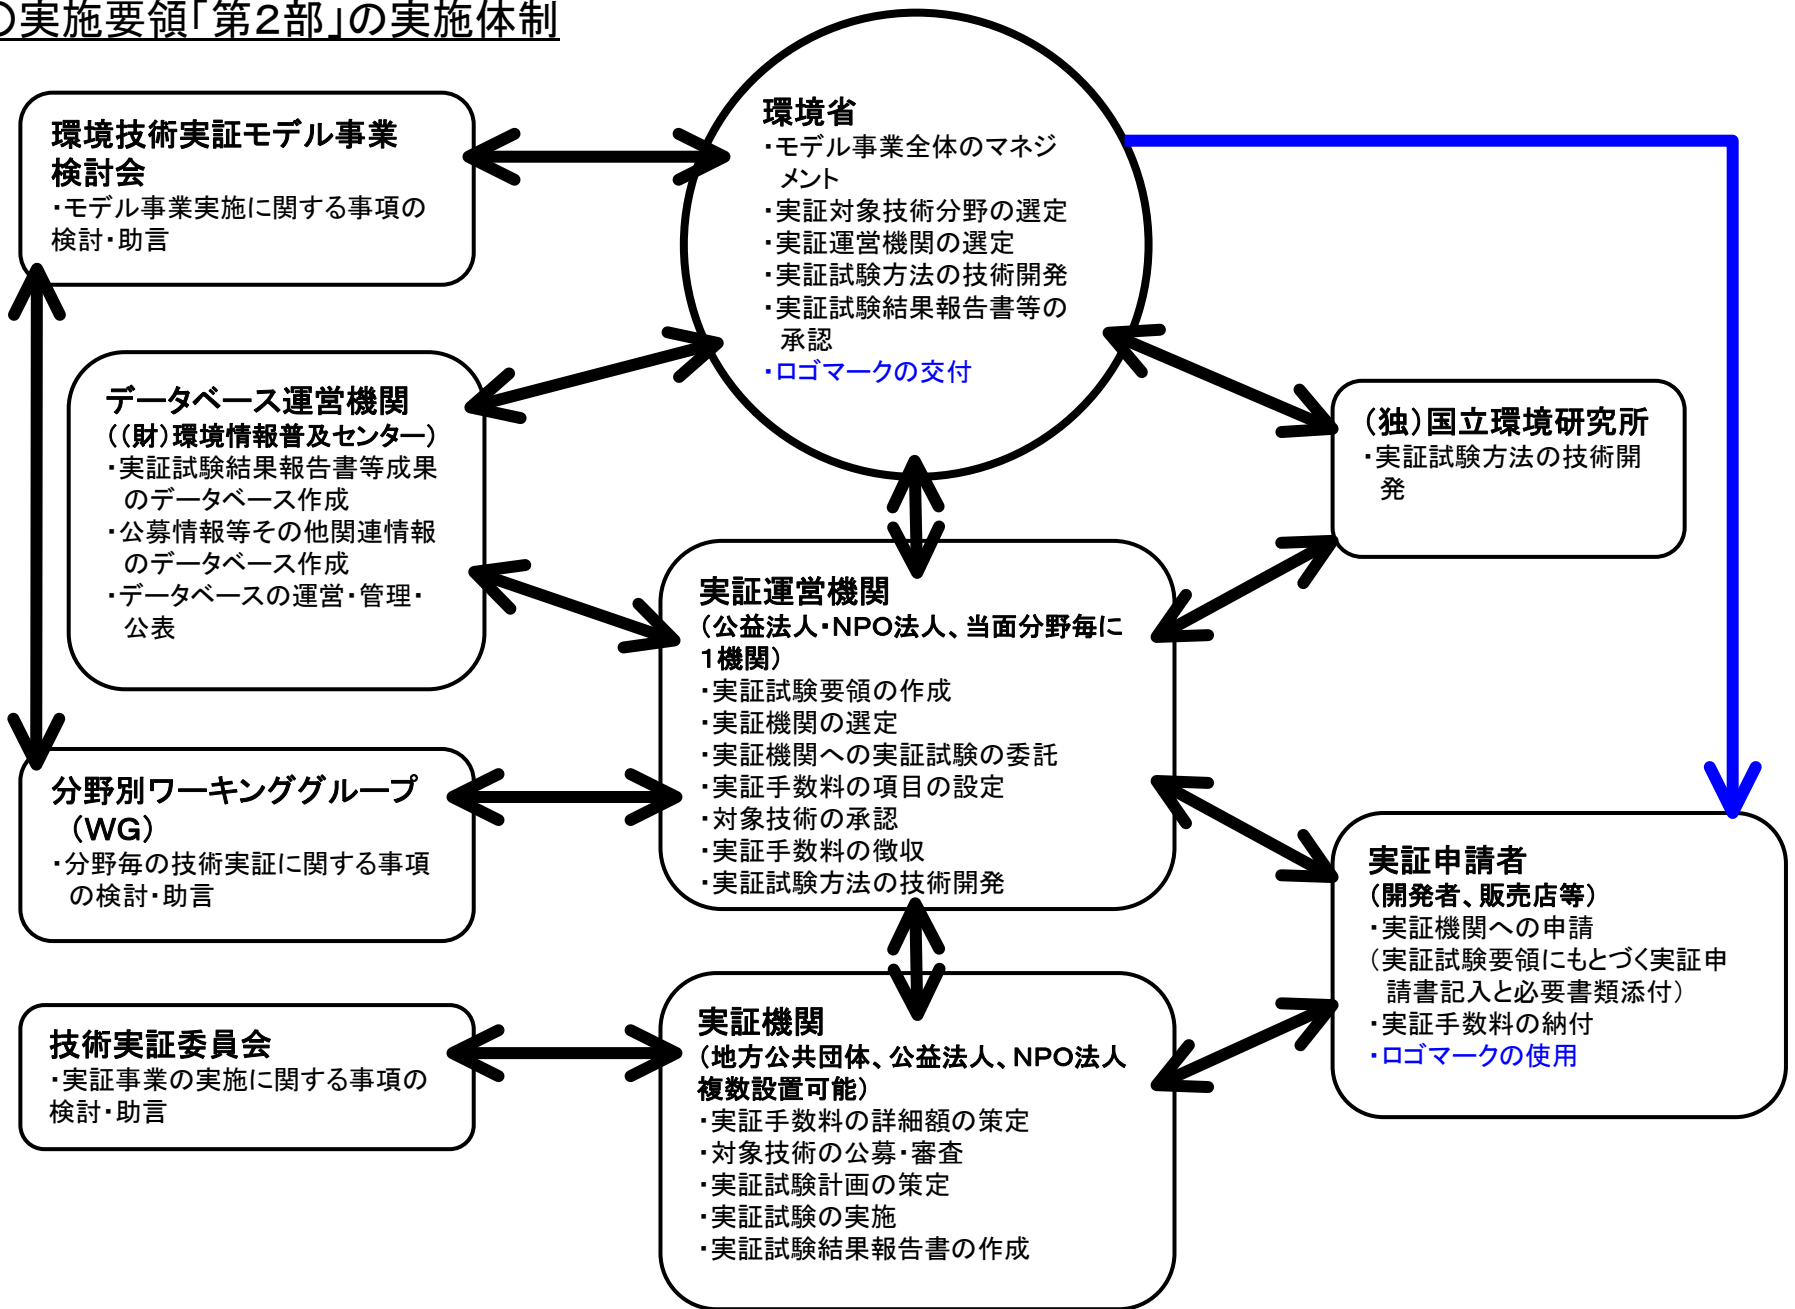 ○実施要領「第2部」の実施体制
環境技術実証モデル事業
検討会
・モデル事業実施に関する事項の
検討・助言
環境省
・モデル事業全体のマネジ
メント
・実証対象技術分野の選定
・実証運営機関の選定
・実証試験方法の技術開発
・実証試験結果報告書等の
承認
・ロゴマークの交付
データベース運営機関
((財)環境情報普及センター)
・実証試験結果報告書等成果
のデータベース作成
・公募情報等その他関連情報
のデータベース作成
・データベースの運営・管理・
公表
(独)国立環境研究所
・実証試験方法の技術開
発
実証運営機関
(公益法人・NPO法人、当面分野毎に
1機関)
・実証試験要領の作成
・実証機関の選定
・実証機関への実証試験の委託
・実証手数料の項目の設定
・対象技術の承認
・実証手数料の徴収
・実証試験方法の技術開発
分野別ワーキンググループ
(WG)
・分野毎の技術実証に関する事項
の検討・助言
実証申請者
(開発者、販売店等)
・実証機関への申請
(実証試験要領にもとづく実証申
請書記入と必要書類添付)
・実証手数料の納付
・ロゴマークの使用
技術実証委員会
・実証事業の実施に関する事項の
検討・助言
実証機関
(地方公共団体、公益法人、NPO法人
複数設置可能)
・実証手数料の詳細額の策定
・対象技術の公募・審査
・実証試験計画の策定
・実証試験の実施
・実証試験結果報告書の作成